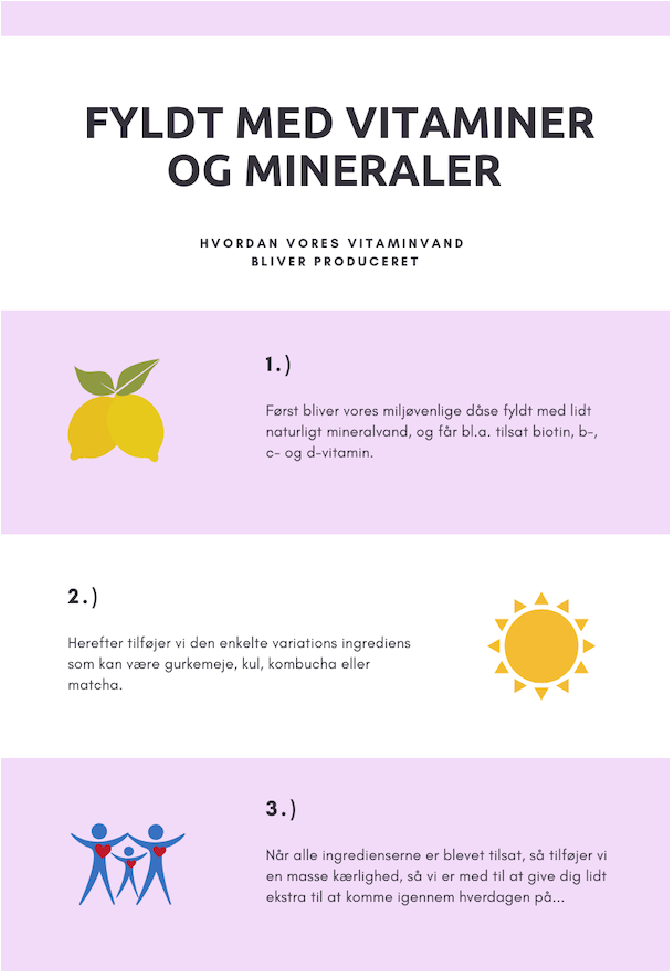 FYLDT MED VITAMINER
OG MINERALER
HVORDAN VORES VITAMINVAND
BLIVER PRODUCERET
1.)
Først bliver vores miljøvenlige dåse fyldt med lidt
naturligt mineralvand, og får bl.a. tilsat biotin, b-,
c- og d-vitamin.
2.)
Herefter tilføjer vi den enkelte variations ingrediens
som kan være gurkemeje, kul, kombucha eller
matcha.
3.)
Når alle ingredienserne er blevet tilsat, så tilføjer vi
en masse kærlighed, så vi er med til at give dig lidt
ekstra til at komme igennem hverdagen på...